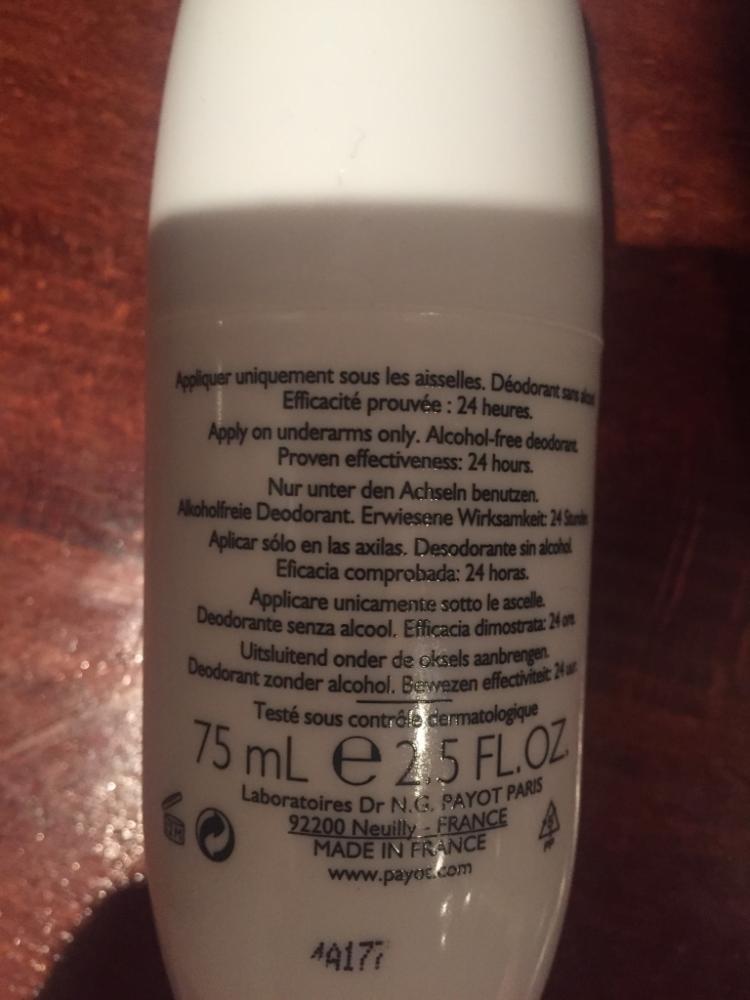 Appliquer uniquement sous les aisselles. Déodorant sans
Efficacité prouvée : 24 heures.
Apply on underarms only. Alcohol-free deodorant.
Proven effectiveness: 24 hours.
Nur unter den Achseln benutzen.
Alkoholfreie Deodorant. Erwiesene Wirksamkeit: 24
Aplicar sólo en las axilas. Desodorante sin alcohol.
Eficacia comprobada: 24 horas.
Applicare unicamente sotto le ascelle.
Deodorante senza alcool. Efficacia dimostrata: 24 ore.
Uitsluitend onder de oksels aanbrengen.
Deodorant zonder alcohol. Bewezen effectiviteit: 24 uur.
Testé sous contrôle dermatologique
75 mL e 2.5 FL.OZ.
Laboratoires Dr N.G. PAYOT PARIS
92200 Neuilly - FRANCE
MADE IN FRANCE
www.payot.com
PP
4A177